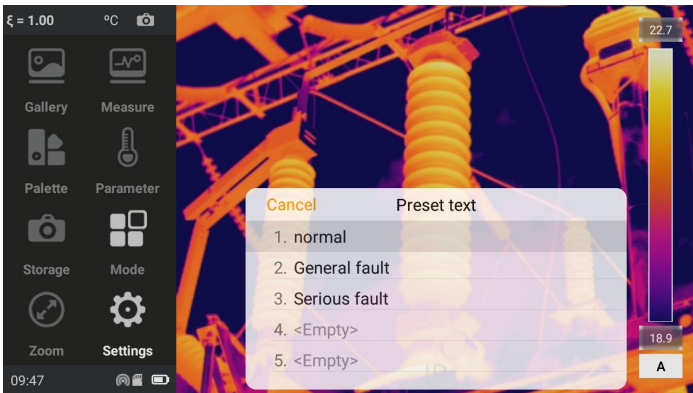 ξ = 1.00 °C
Gallery Measure
Palette Parameter
Storage Mode
Zoom Settings
09:47
22.7
18.9
A
Cancel Preset text
1. normal
2. General fault
3. Serious fault
4. <Empty>
5. <Empty>